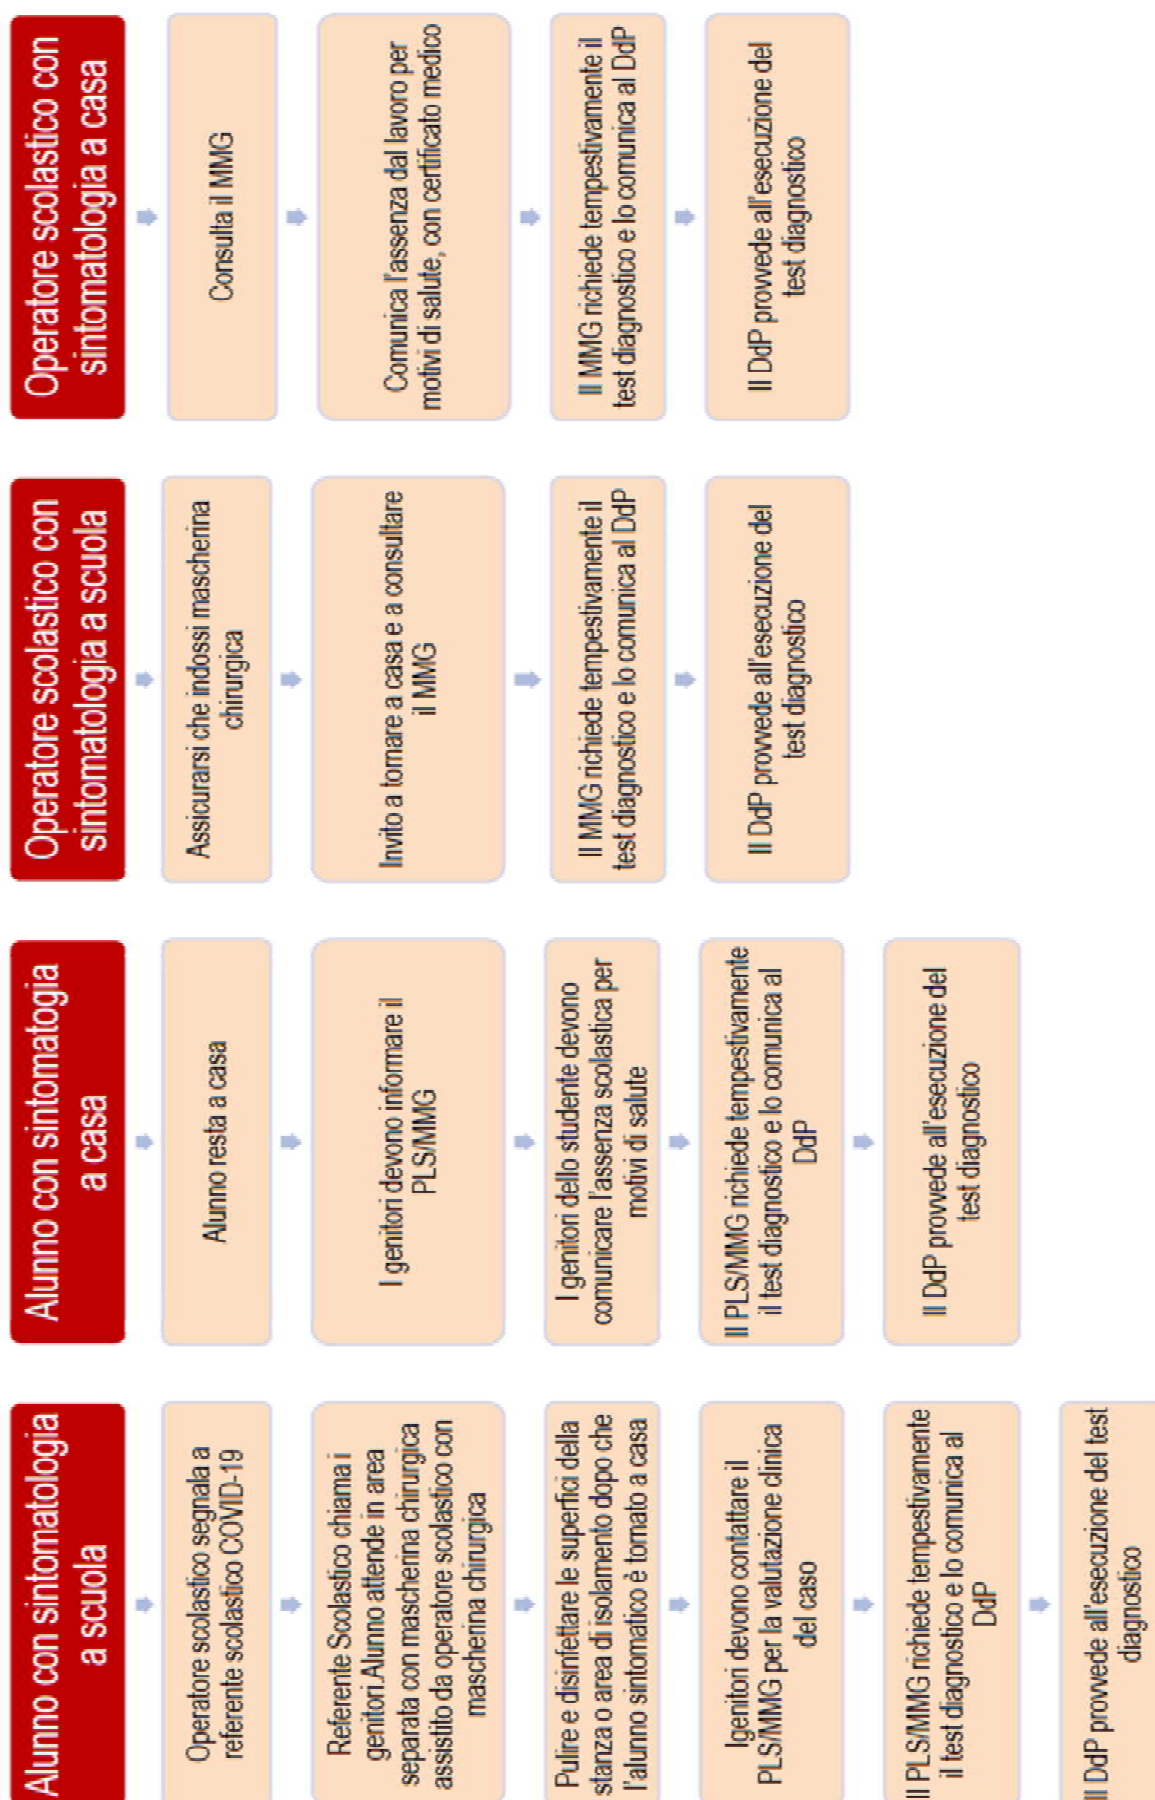 Alunno con sintomatologia
a scuola
Operatore scolastico segnala a
referente scolastico COVID-19
Referente Scolastico chiama i
genitori.Alunno attende in area
separata con mascherina chirurgica
assistito da operatore scolastico con
mascherina chirurgica
Pulire e disinfettare le superfici della
stanza o area di isolamento dopo che
l'alunno sintomatico è tornato a casa
Igenitori devono contattare il
PLS/MMG per la valutazione clinica
del caso
Il PLS/MMG richiede tempestivamente
il test diagnostico e lo comunica al
DdP
Il DdP provvede all'esecuzione del test
diagnostico
Alunno con sintomatogia
a casa
Alunno resta a casa
I genitori devono informare il
PLS/MMG
I genitori dello studente devono
comunicare l'assenza scolastica per
motivi di salute
Il PLS/MMG richiede tempestivamente
il test diagnostico e lo comunica al
DdP
Il DdP provvede all'esecuzione del
test diagnostico
Operatore scolastico con
sintomatologia a scuola
Assicurarsi che indossi mascherina
chirurgica
Invito a tornare a casa e a consultare
il MMG
Il MMG richiede tempestivamente il
test diagnostico e lo comunica al DdP
Il DdP provvede all'esecuzione del
test diagnostico
Operatore scolastico con
sintomatologia a casa
Consulta il MMG
Comunica l'assenza dal lavoro per
motivi di salute, con certificato medico
Il MMG richiede tempestivamente il
test diagnostico e lo comunica al DdP
Il DdP provvede all'esecuzione del
test diagnostico